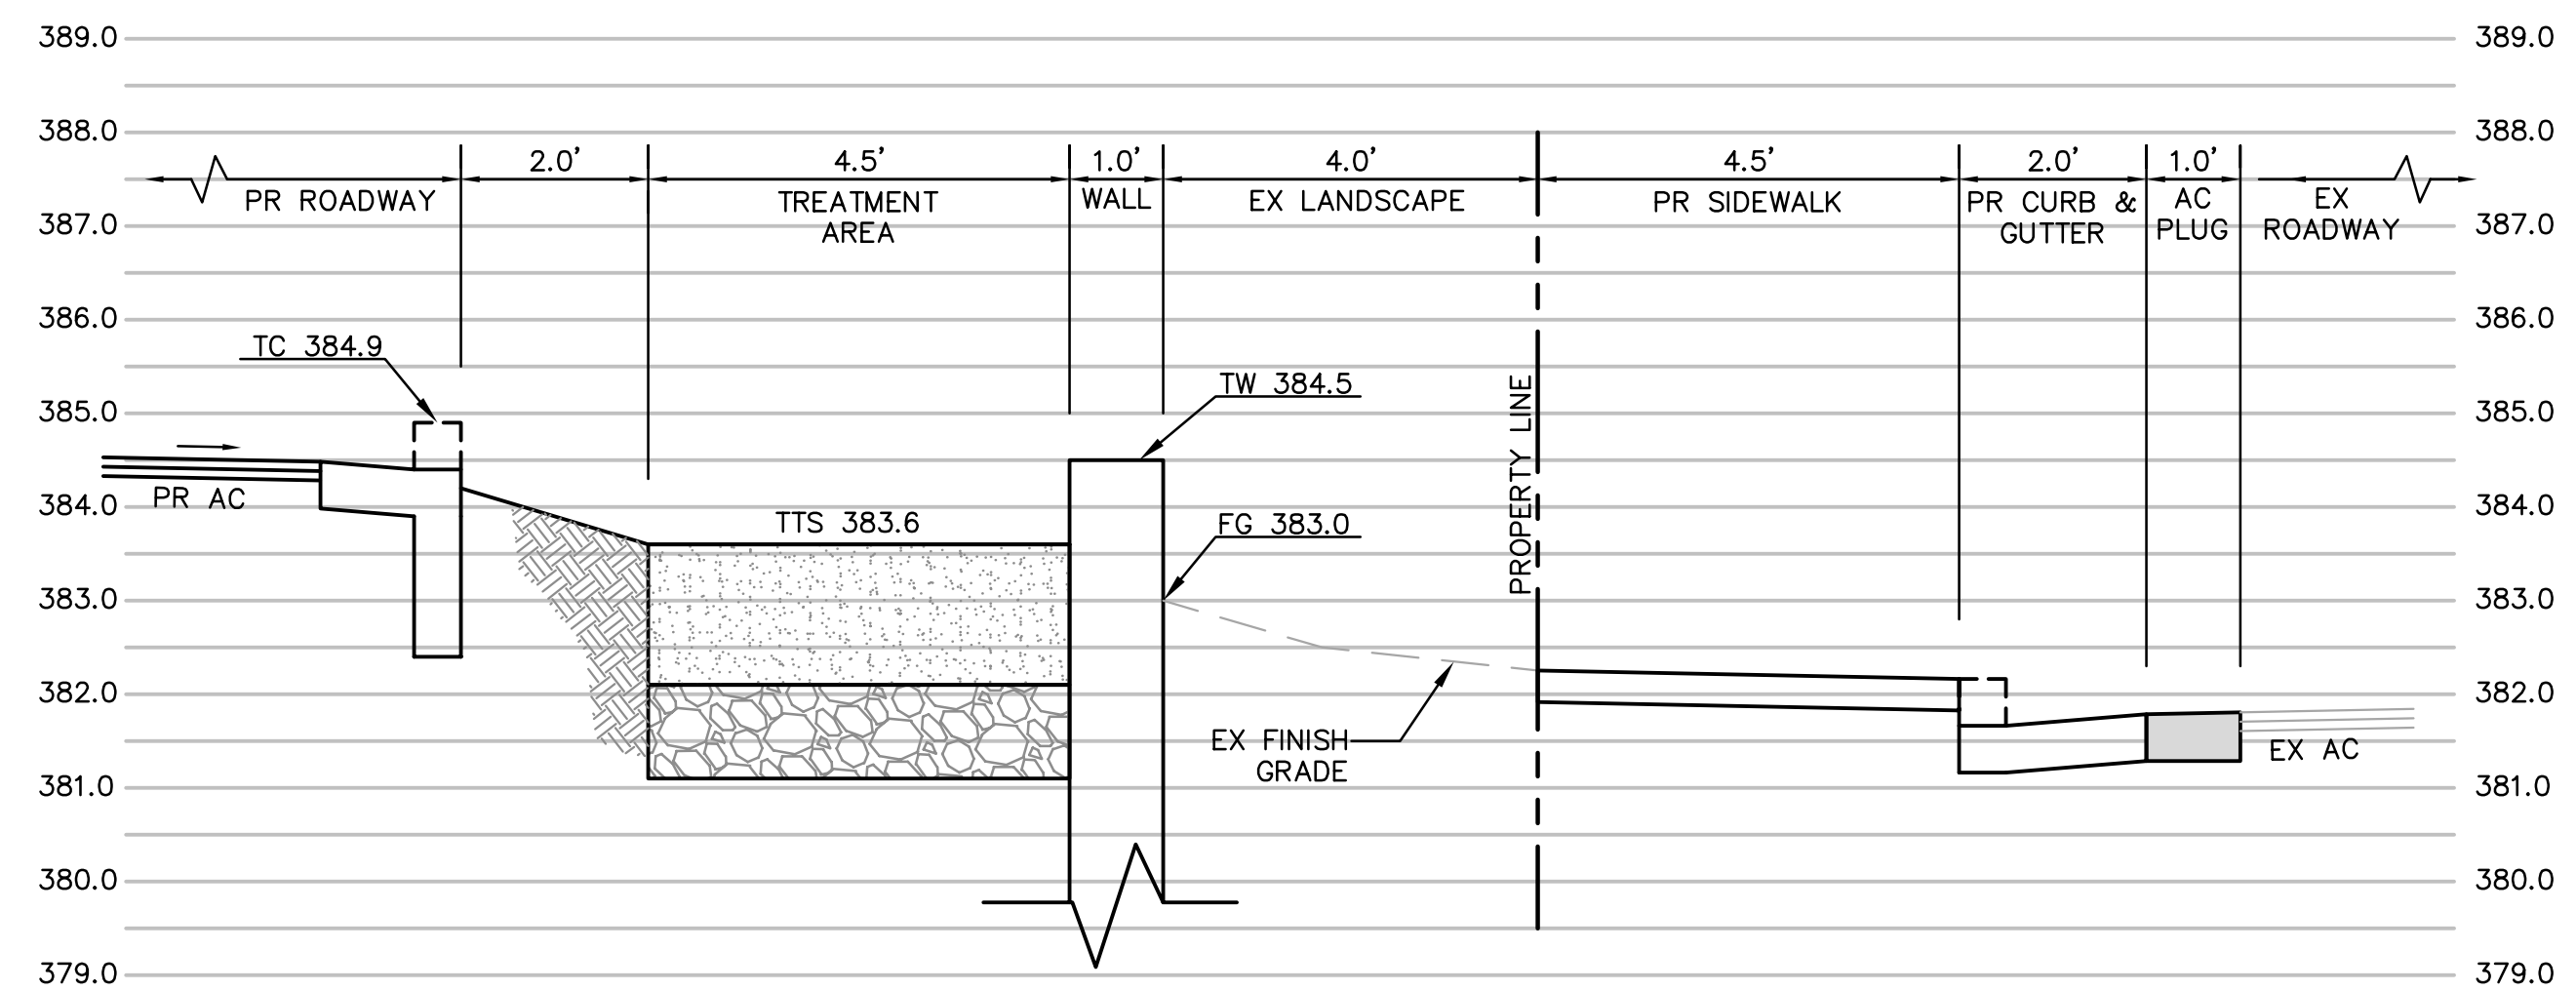 389.0 389.0
388.0 388.0
2.0' 4.5' 1.0' 4.0' 4.5' 2.0' 1.0'
PR ROADWAY TREATMENT WALL EX LANDSCAPE PR SIDEWALK PR CURB & AC EX
387.0 AREA GUTTER PLUG ROADWAY 387.0
386.0 386.0
TC 384.9
TW 384.5
385.0 385.0
PROPERTY LINE
PR AC
384.0 384.0
TTS 383.6 FG 383.0
383.0 383.0
382.0 382.0
EX FINISH EX AC
GRADE
381.0 381.0
380.0 380.0
379.0 379.0